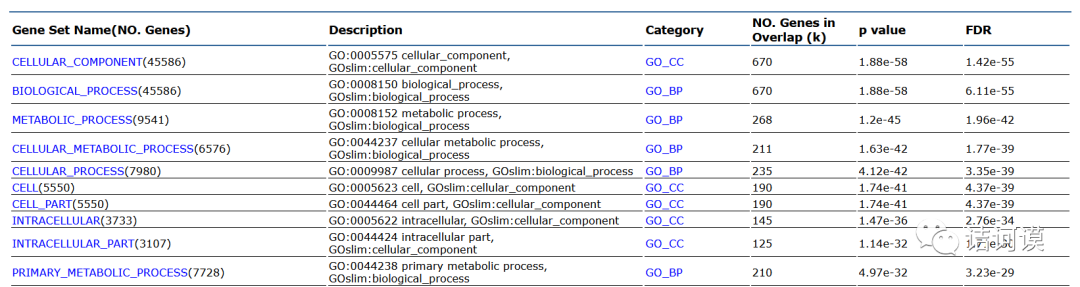 Gene Set Name(NO. Genes) Description Category NO. Genes in Overlap (k) p value FDR
CELLULAR_COMPONENT(45586) GO:0005575 cellular_component, GOslim:cellular_component GO_CC 670 1.88e-58 1.42e-55
BIOLOGICAL_PROCESS(45586) GO:0008150 biological_process, GOslim:biological_process GO_BP 670 1.88e-58 6.11e-55
METABOLIC_PROCESS(9541) GO:0008152 metabolic process, GOslim:biological_process GO_BP 268 1.2e-45 1.96e-42
CELLULAR_METABOLIC_PROCESS(6576) GO:0044237 cellular metabolic process, GOslim:biological_process GO_BP 211 1.63e-42 1.77e-39
CELLULAR_PROCESS(7980) GO:0009987 cellular process, GOslim:biological_process GO_BP 235 4.12e-42 3.35e-39
CELL(5550) GO:0005623 cell, GOslim:cellular_component GO_CC 190 1.74e-41 4.37e-39
CELL_PART(5550) GO:0044464 cell part, GOslim:cellular_component GO_CC 190 1.74e-41 4.37e-39
INTRACELLULAR(3733) GO:0005622 intracellular, GOslim:cellular_component GO_CC 145 1.47e-36 2.76e-34
INTRACELLULAR_PART(3107) GO:0044424 intracellular part, GOslim:cellular_component GO_CC 125 1.14e-32
PRIMARY_METABOLIC_PROCESS(7728) GO:0044238 primary metabolic process, GOslim:biological_process GO_BP 210 4.97e-32 3.23e-29
诺诃谟